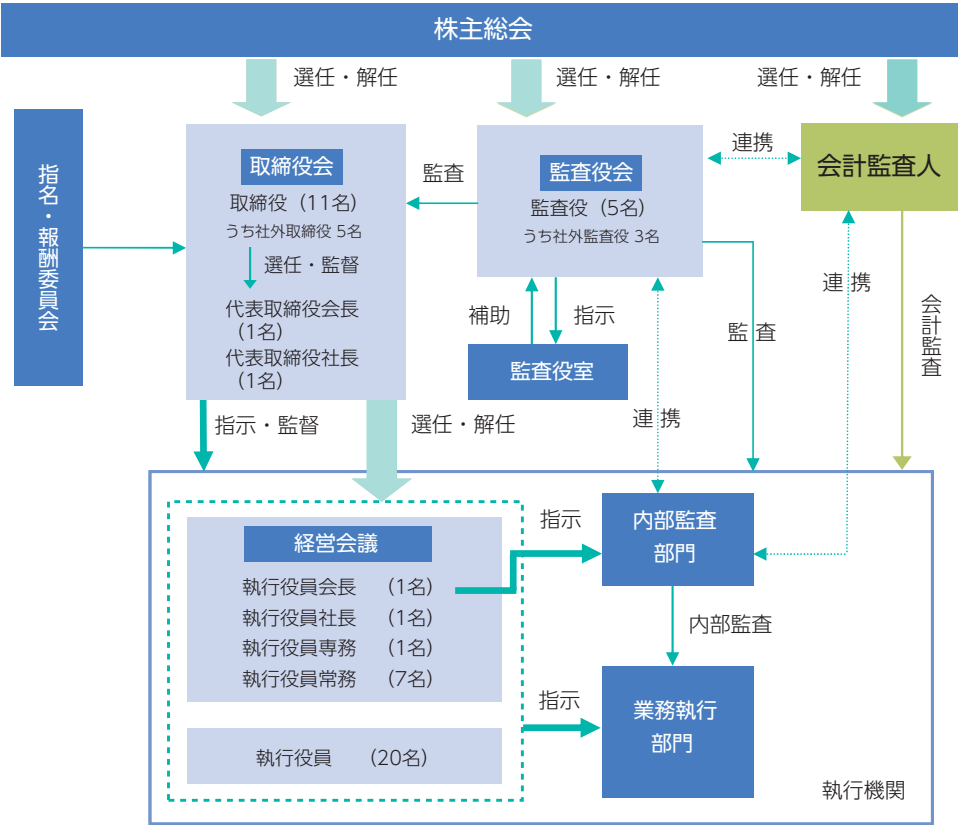 株主総会
選任・解任
選任・解任
選任・解任
指名・報酬委員会
取締役会
取締役（11名）
うち社外取締役 5名
選任・監督
代表取締役会長
（1名）
代表取締役社長
（1名）
監査
監査役会
監査役（5名）
うち社外監査役 3名
連携
会計監査人
補助
指示
監査役室
連携
監査
連携
会計監査
指示・監督
選任・解任
経営会議
執行役員会長 （1名）
執行役員社長 （1名）
執行役員専務 （1名）
執行役員常務 （7名）
執行役員 （20名）
指示
内部監査
部門
内部監査
指示
業務執行
部門
執行機関